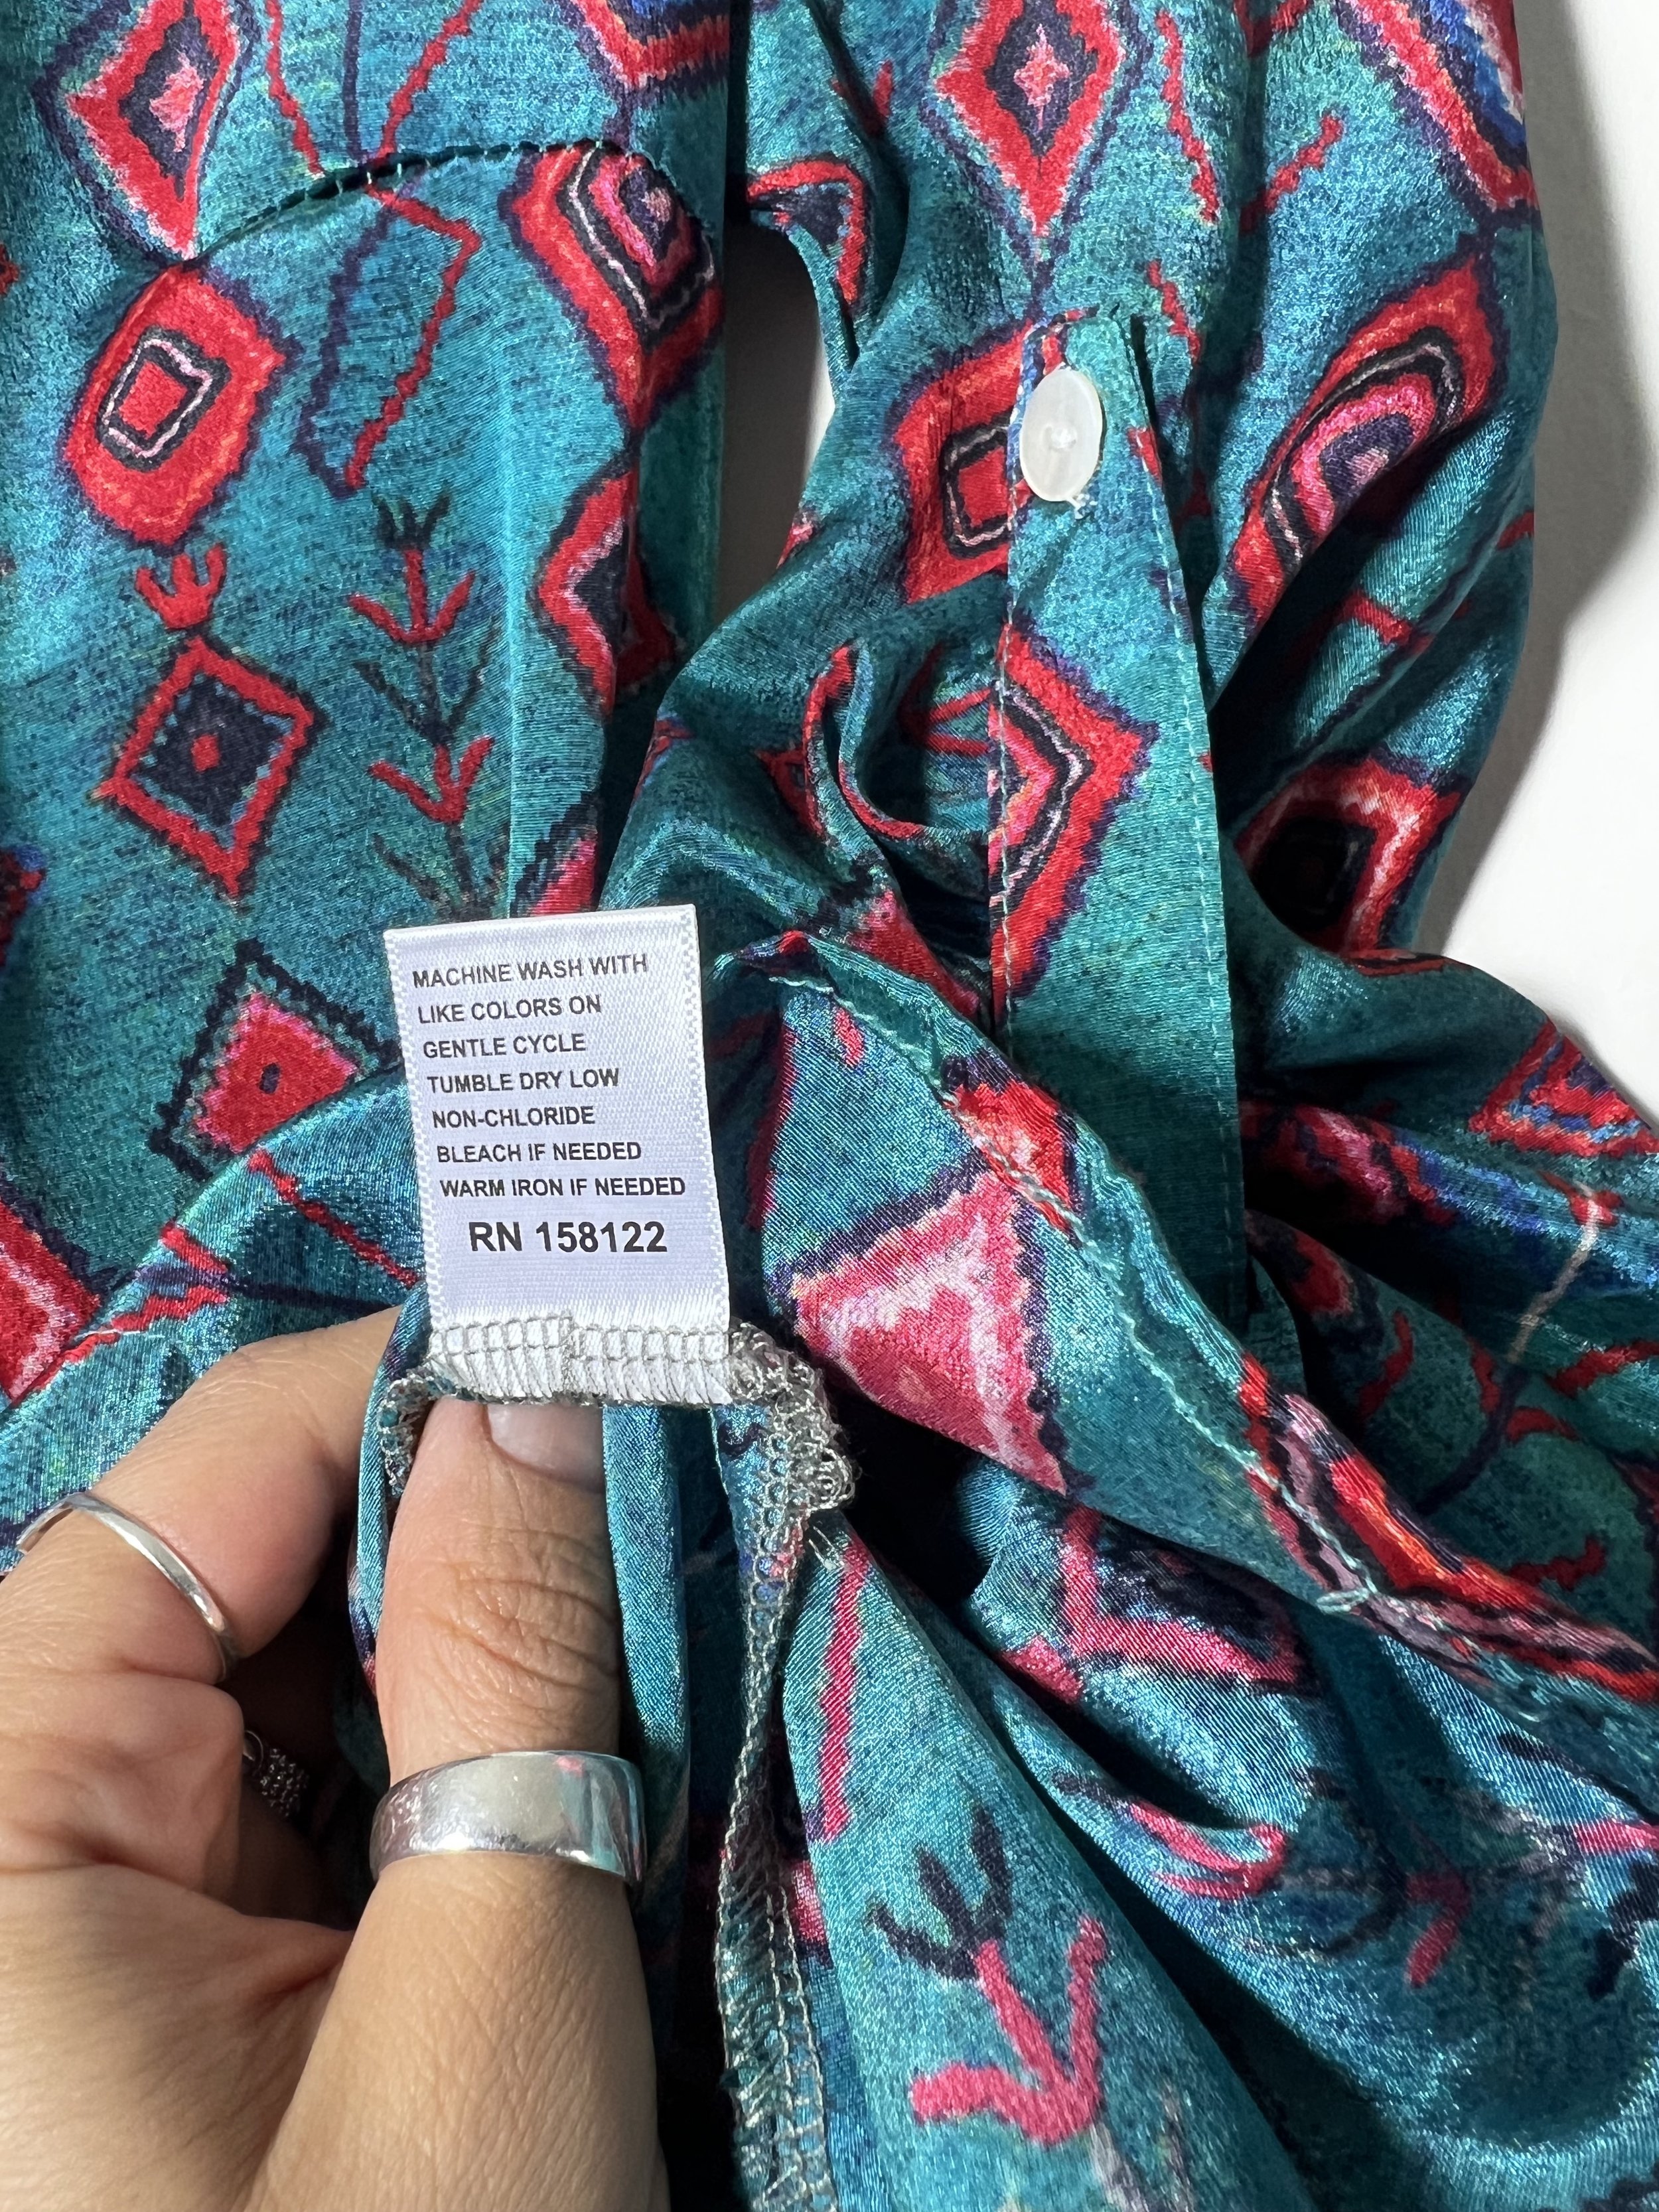 MACHINE WASH WITH
LIKE COLORS ON
GENTLE CYCLE
TUMBLE DRY LOW
NON-CHLORIDE
BLEACH IF NEEDED
WARM IRON IF NEEDED
RN 158122